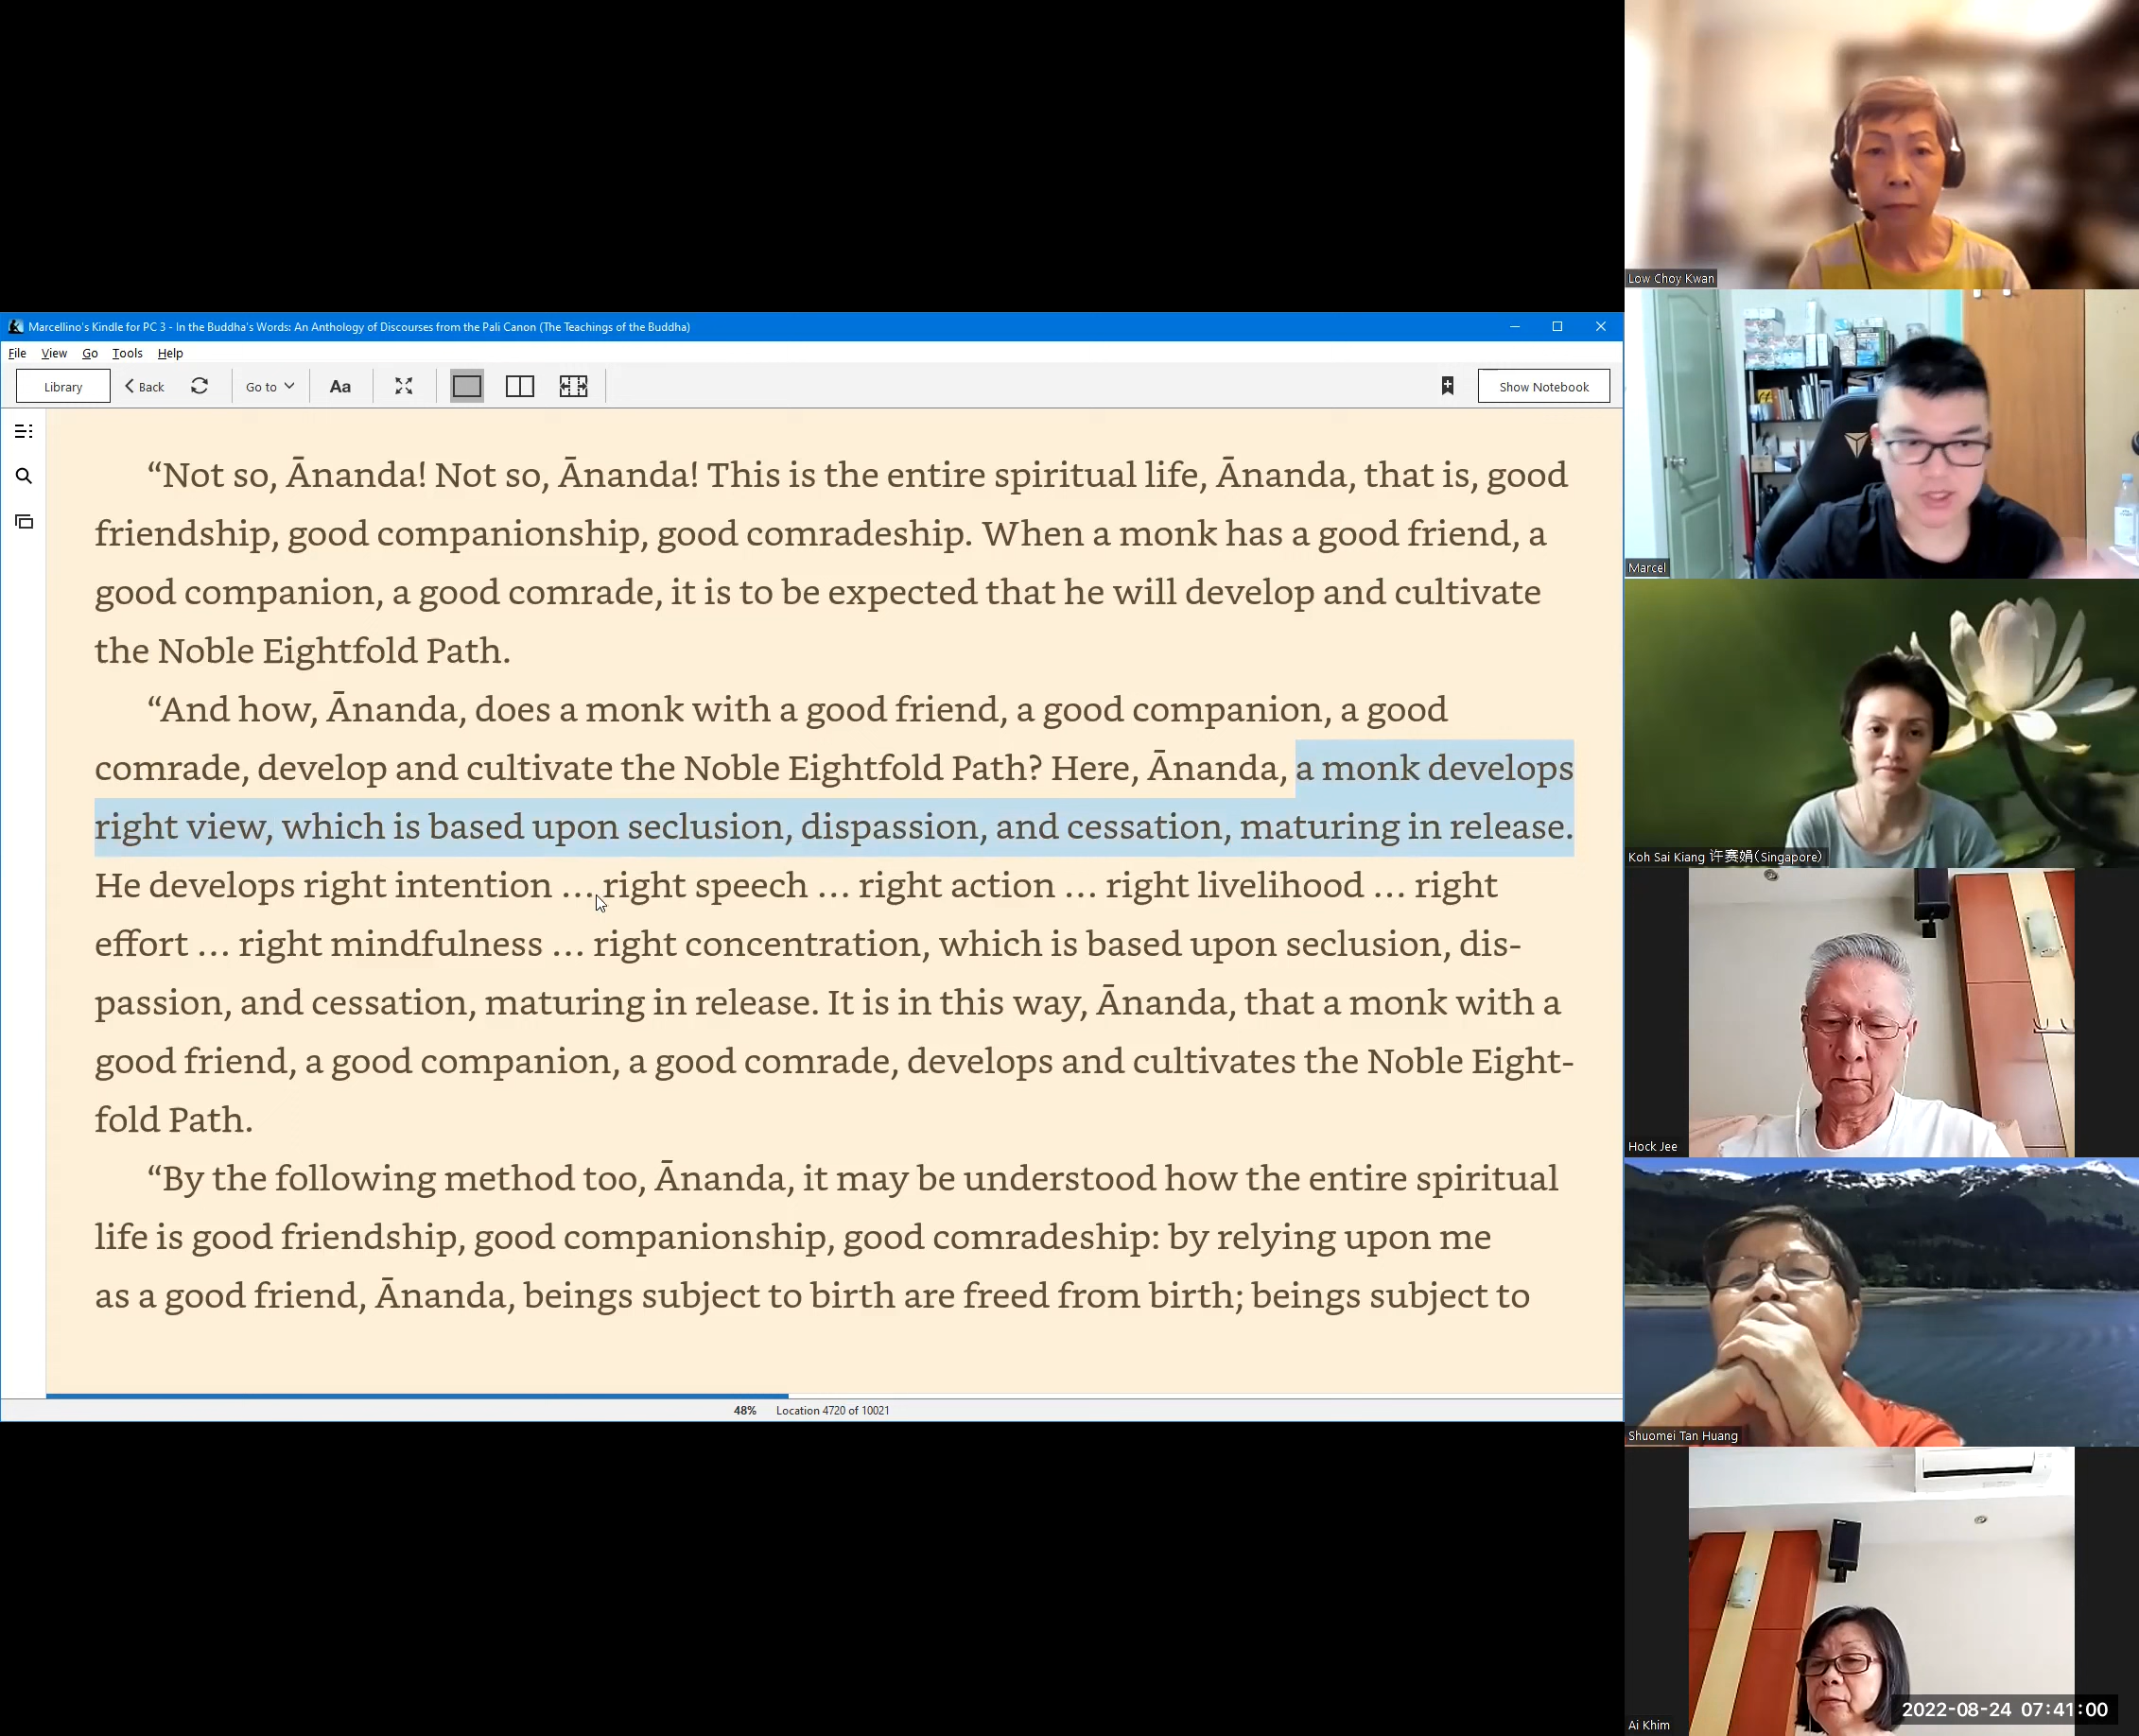 Marcellino's Kindle for PC 3 - In the Buddha's Words: An Anthology of Discourses from the Pali Canon (The Teachings of the Buddha)
File View Go Tools Help
Library Back Go to Aa Show Notebook
“Not so, Ānanda! Not so, Ānanda! This is the entire spiritual life, Ānanda, that is, good
friendship, good companionship, good comradeship. When a monk has a good friend, a
good companion, a good comrade, it is to be expected that he will develop and cultivate
the Noble Eightfold Path.
“And how, Ānanda, does a monk with a good friend, a good companion, a good
comrade, develop and cultivate the Noble Eightfold Path? Here, Ānanda, a monk develops
right view, which is based upon seclusion, dispassion, and cessation, maturing in release.
He develops right intention … right speech … right action … right livelihood … right
effort … right mindfulness … right concentration, which is based upon seclusion, dis-
passion, and cessation, maturing in release. It is in this way, Ānanda, that a monk with a
good friend, a good companion, a good comrade, develops and cultivates the Noble Eight-
fold Path.
“By the following method too, Ānanda, it may be understood how the entire spiritual
life is good friendship, good companionship, good comradeship: by relying upon me
as a good friend, Ānanda, beings subject to birth are freed from birth; beings subject to
48% Location 4720 of 10021
Low Choy Kwan
Marcel
Koh Sai Kiang 许赛娟(Singapore)
Hock Jee
Shuomei Tan Huang
Ai Khim
2022-08-24 07:41:00